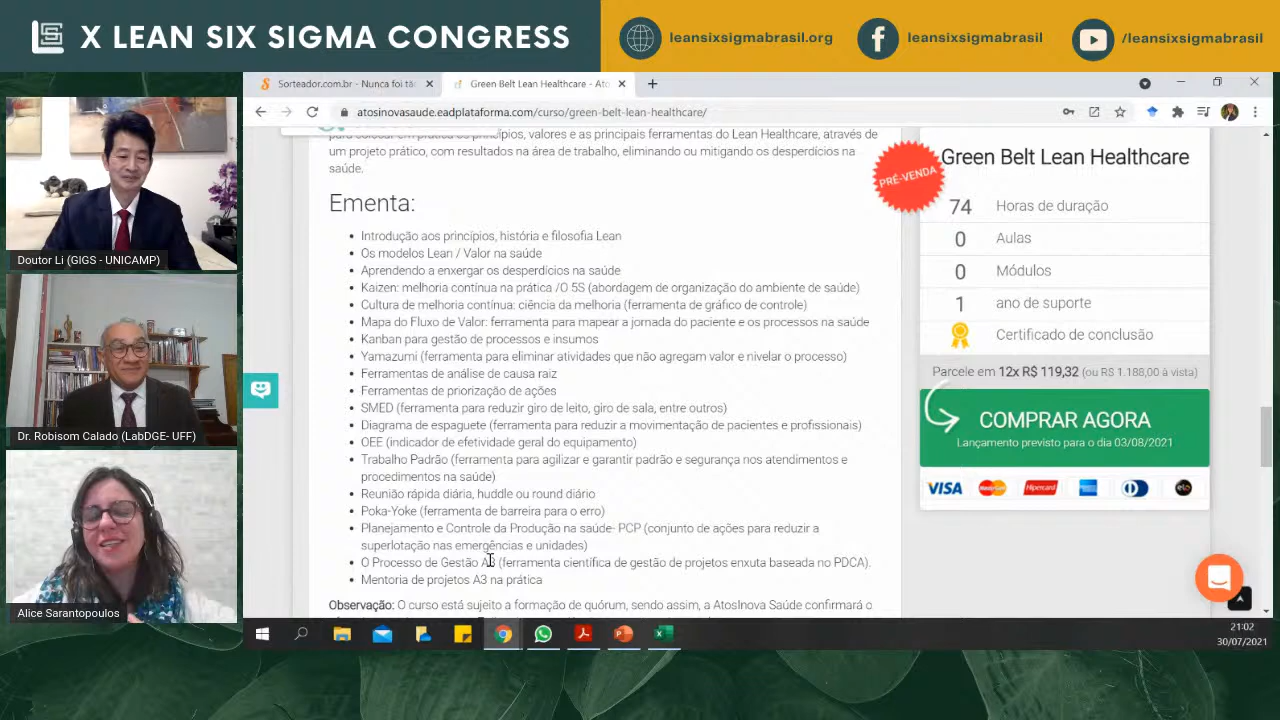 X LEAN SIX SIGMA CONGRESS
leansixsigmabrasil.org
leansixsigmabrasil
/leansixsigmabrasil
Doutor Li (GIGS - UNICAMP)
Dr. Robisom Calado (LabDGE- UFF)
Alice Sarantopoulos
Sorteador.com.br - Nunca foi tã
Green Belt Lean Healthcare - Ato
atosinovasaude.eadplataforma.com/curso/green-belt-lean-healthcare/
para colocar em prática os princípios, valores e as principais ferramentas do Lean Healthcare, através de
um projeto prático, com resultados na área de trabalho, eliminando ou mitigando os desperdícios na
saúde.
Ementa:
• Introdução aos princípios, história e filosofia Lean
• Os modelos Lean / Valor na saúde
• Aprendendo a enxergar os desperdícios na saúde
• Kaizen: melhoria contínua na prática /O 5S (abordagem de organização do ambiente de saúde)
• Cultura de melhoria contínua: ciência da melhoria (ferramenta de gráfico de controle)
• Mapa do Fluxo de Valor: ferramenta para mapear a jornada do paciente e os processos na saúde
• Kanban para gestão de processos e insumos
• Yamazumi (ferramenta para eliminar atividades que não agregam valor e nivelar o processo)
• Ferramentas de análise de causa raiz
• Ferramentas de priorização de ações
• SMED (ferramenta para reduzir giro de leito, giro de sala, entre outros)
• Diagrama de espaguete (ferramenta para reduzir a movimentação de pacientes e profissionais)
• OEE (indicador de efetividade geral do equipamento)
• Trabalho Padrão (ferramenta para agilizar e garantir padrão e segurança nos atendimentos e
procedimentos na saúde)
• Reunião rápida diária, huddle ou round diário
• Poka-Yoke (ferramenta de barreira para o erro)
• Planejamento e Controle da Produção na saúde- PCP (conjunto de ações para reduzir a
superlotação nas emergências e unidades)
• O Processo de Gestão A3 (ferramenta científica de gestão de projetos enxuta baseada no PDCA).
• Mentoria de projetos A3 na prática
Observação: O curso está sujeito a formação de quórum, sendo assim, a AtosInova Saúde confirmará o
PRÉ-VENDA
Green Belt Lean Healthcare
74 Horas de duração
0 Aulas
0 Módulos
1 ano de suporte
Certificado de conclusão
Parcele em 12x R$ 119,32 (ou R$ 1.188,00 à vista)
COMPRAR AGORA
Lançamento previsto para o dia 03/08/2021
VISA
Hipercard
elo
21:02
30/07/2021